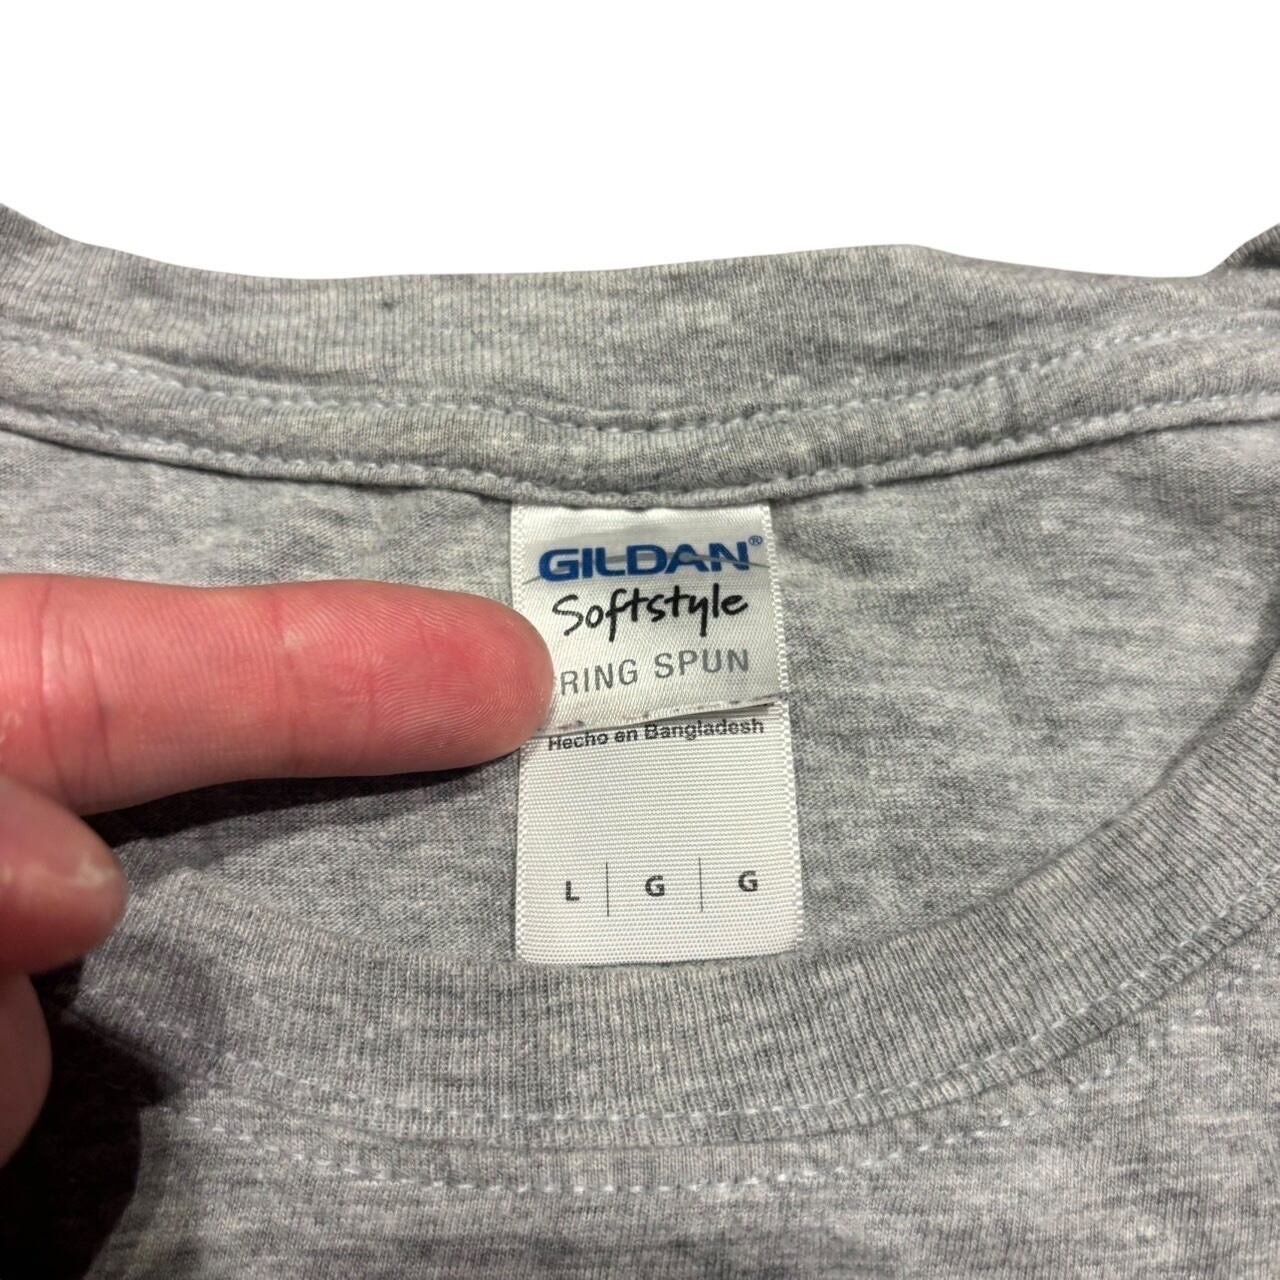 GILDAN®
Softstyle
RING SPUN
Hecho en Bangladesh
L | G | G